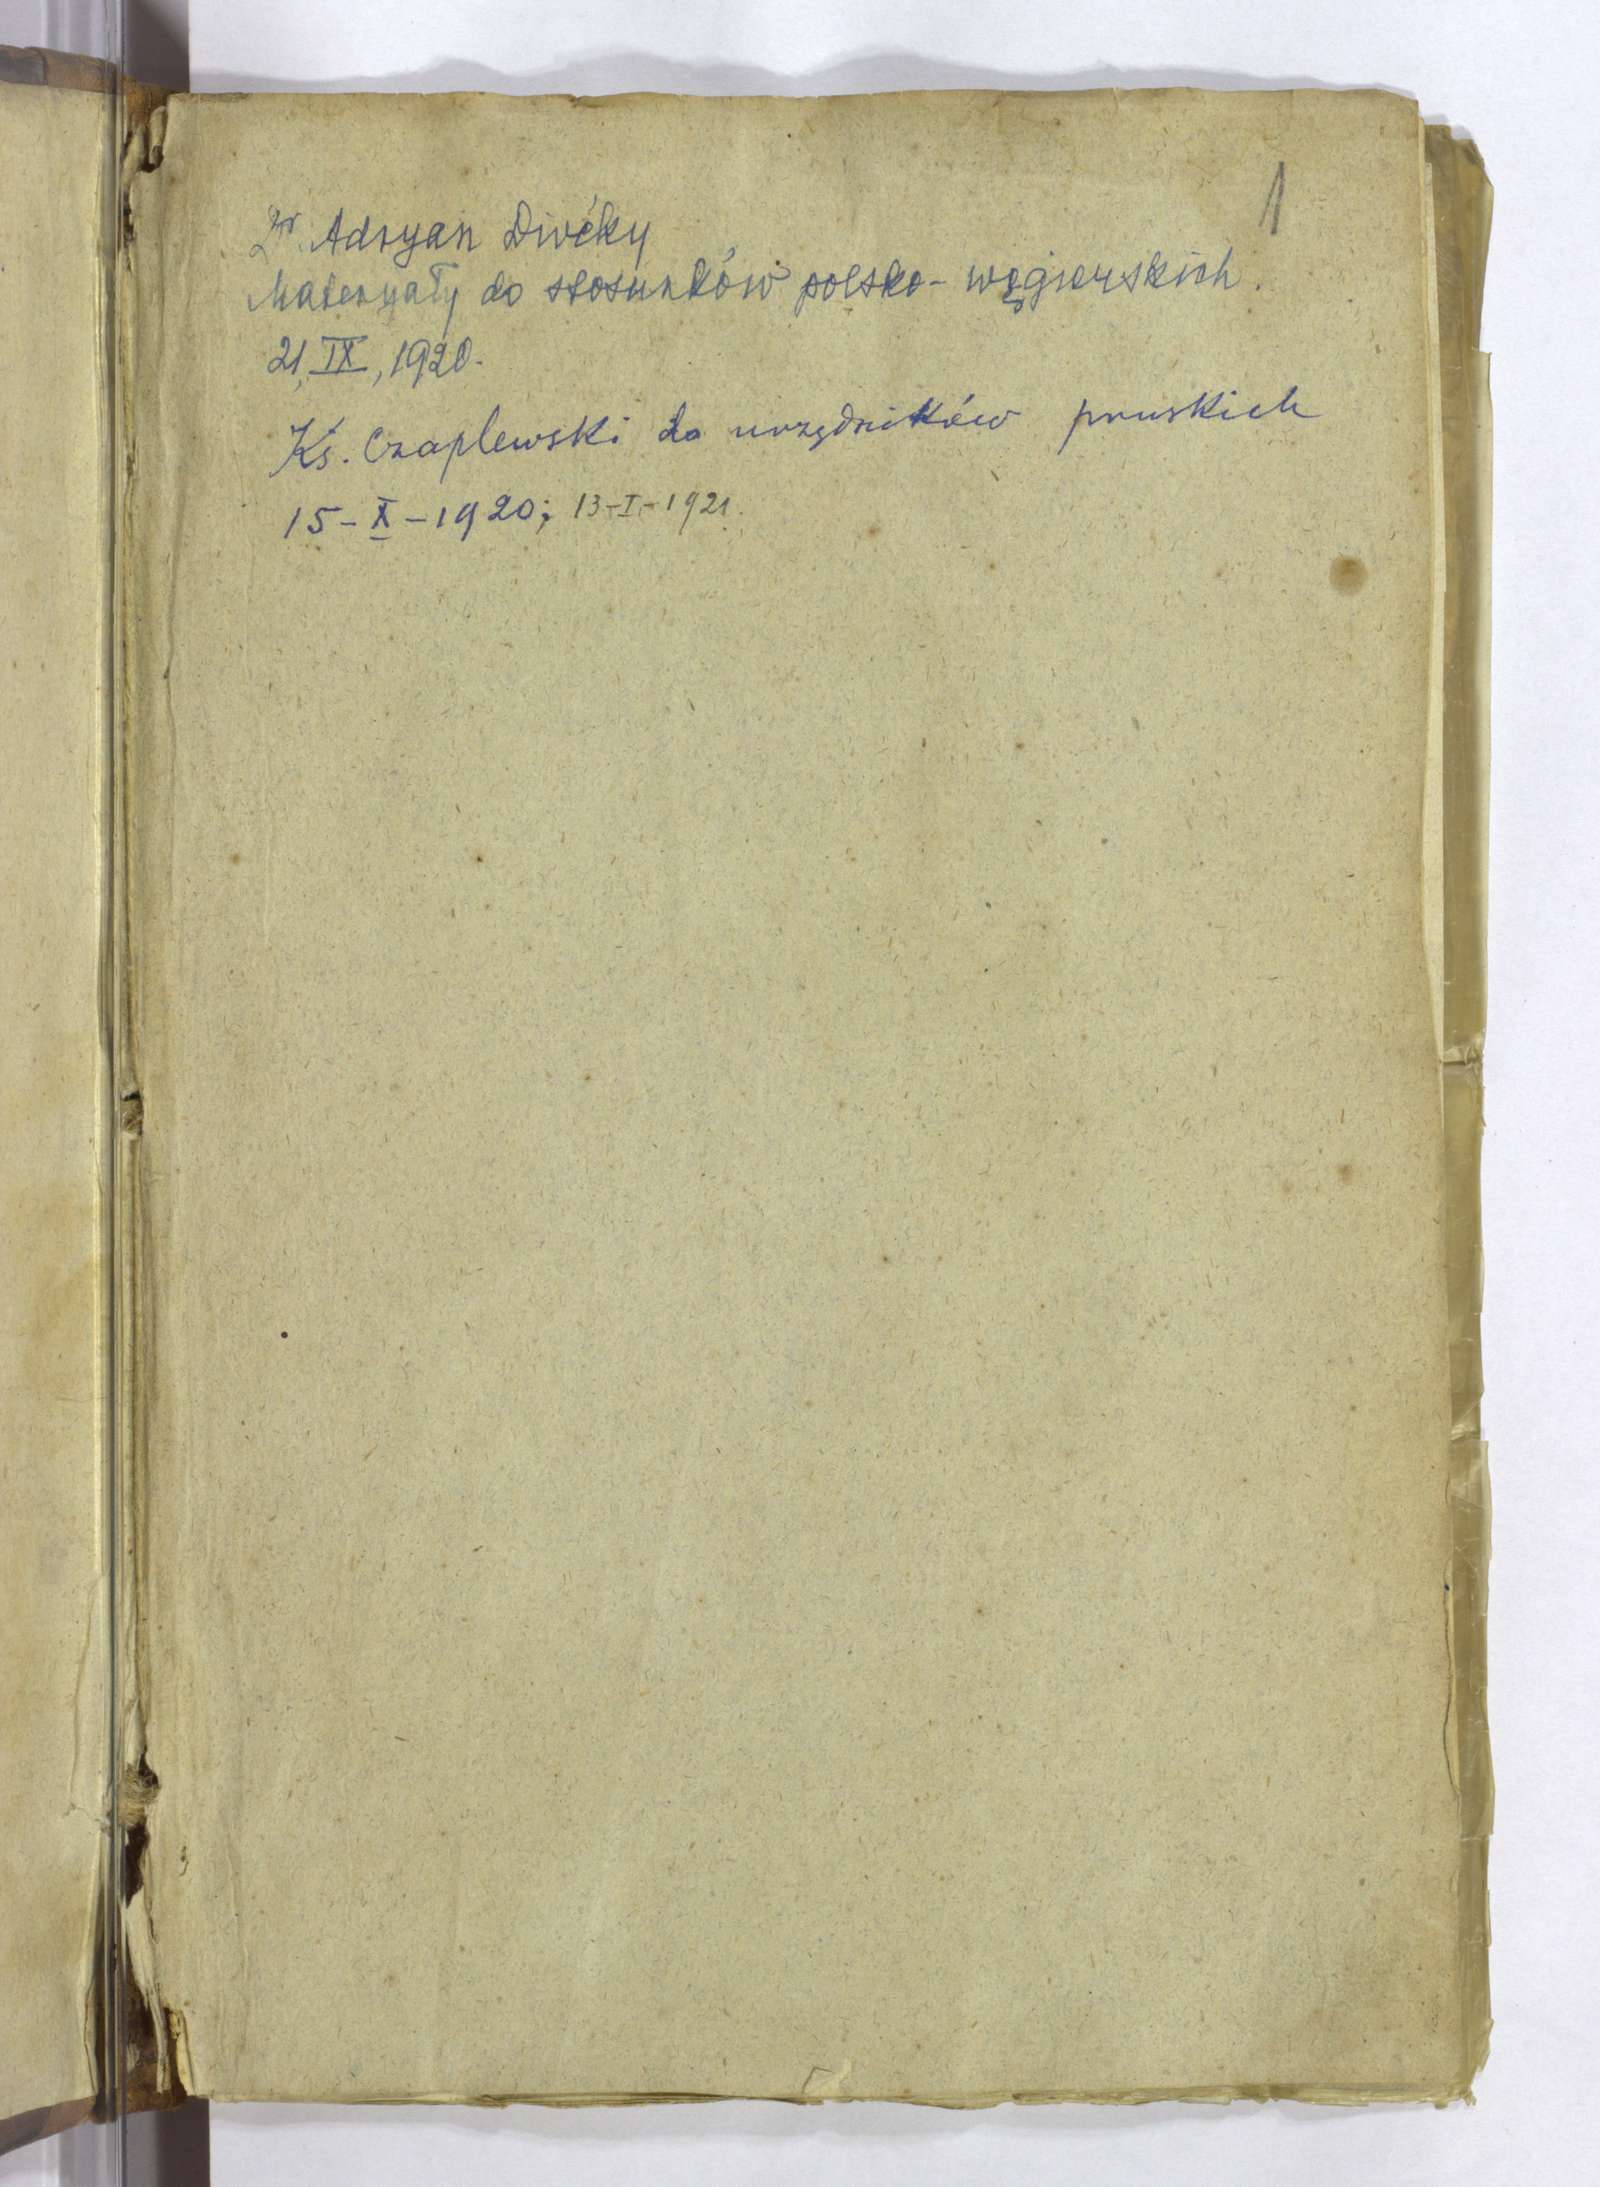 1
Dr. Adryan Divéky
Materyały do stosunków polsko-węgierskich.
21, IX, 1920.
Ks. Czaplewski do urzędników pruskich
15-X-1920; 13-I-1921.